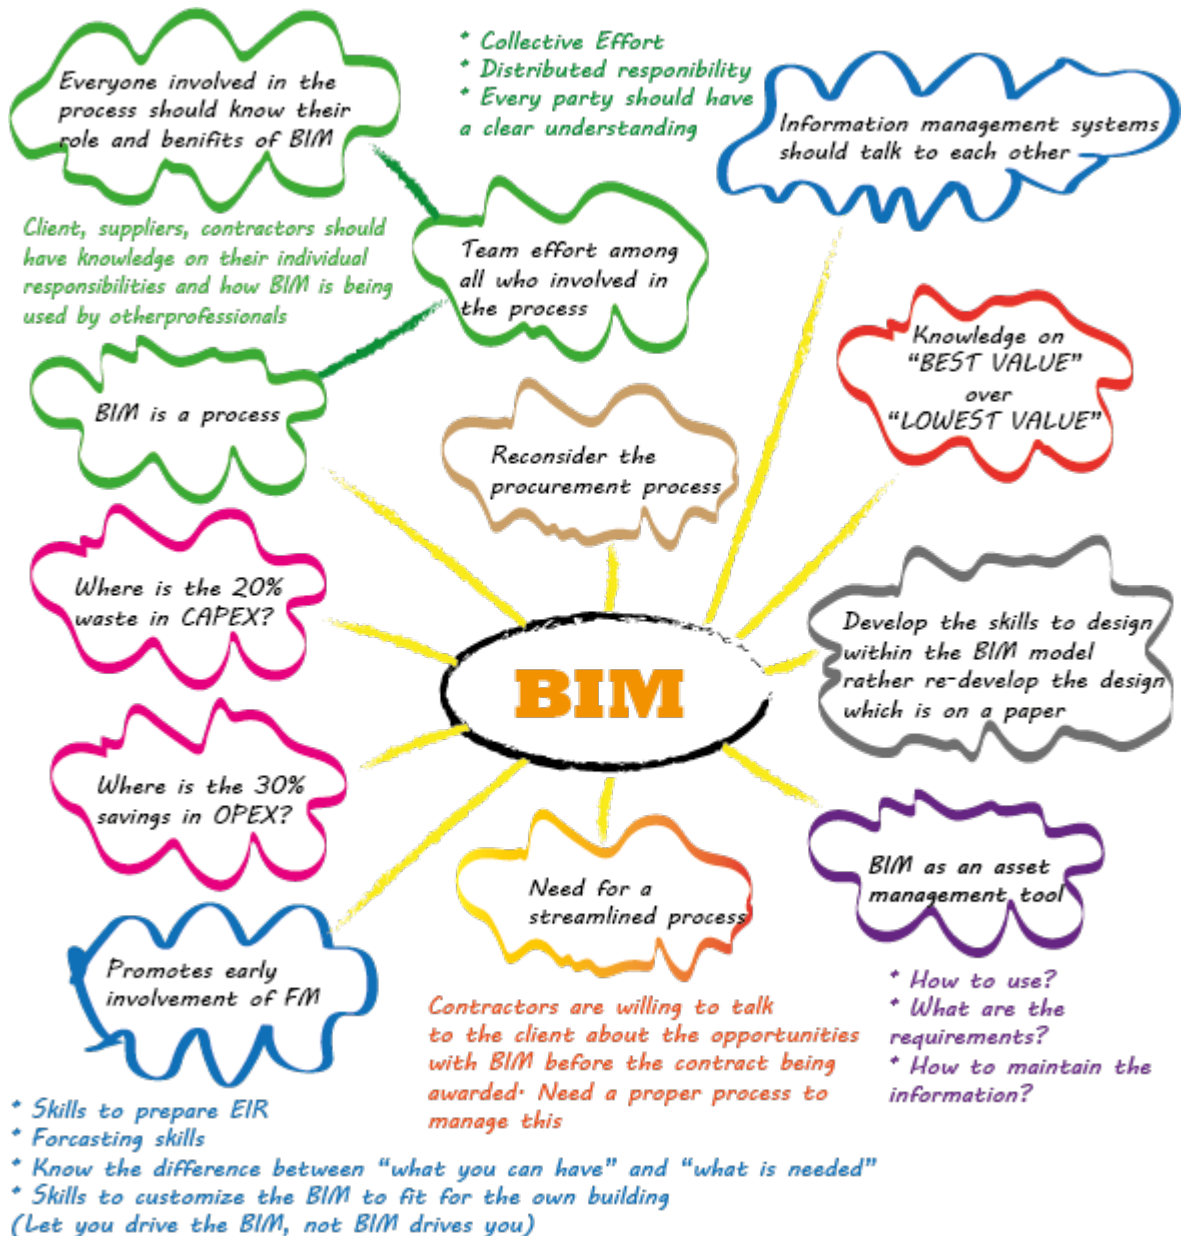 Everyone involved in the
process should know their
role and benifits of BIM
* Collective Effort
* Distributed responibility
* Every party should have
a clear understanding
Information management systems
should talk to each other
Client, suppliers, contractors should
have knowledge on their individual
responsibilities and how BIM is being
used by otherprofessionals
Team effort among
all who involved in
the process
Knowledge on
“BEST VALUE”
over
“LOWEST VALUE”
BIM is a process
Reconsider the
procurement process
Where is the 20%
waste in CAPEX?
Develop the skills to design
within the BIM model
rather re-develop the design
which is on a paper
BIM
Where is the 30%
savings in OPEX?
Need for a
streamlined process
BIM as an asset
management tool
Promotes early
involvement of FM
Contractors are willing to talk
to the client about the opportunities
with BIM before the contract being
awarded. Need a proper process to
manage this
* How to use?
* What are the
requirements?
* How to maintain the
information?
* Skills to prepare EIR
* Forcasting skills
* Know the difference between “what you can have” and “what is needed”
* Skills to customize the BIM to fit for the own building
(Let you drive the BIM, not BIM drives you)